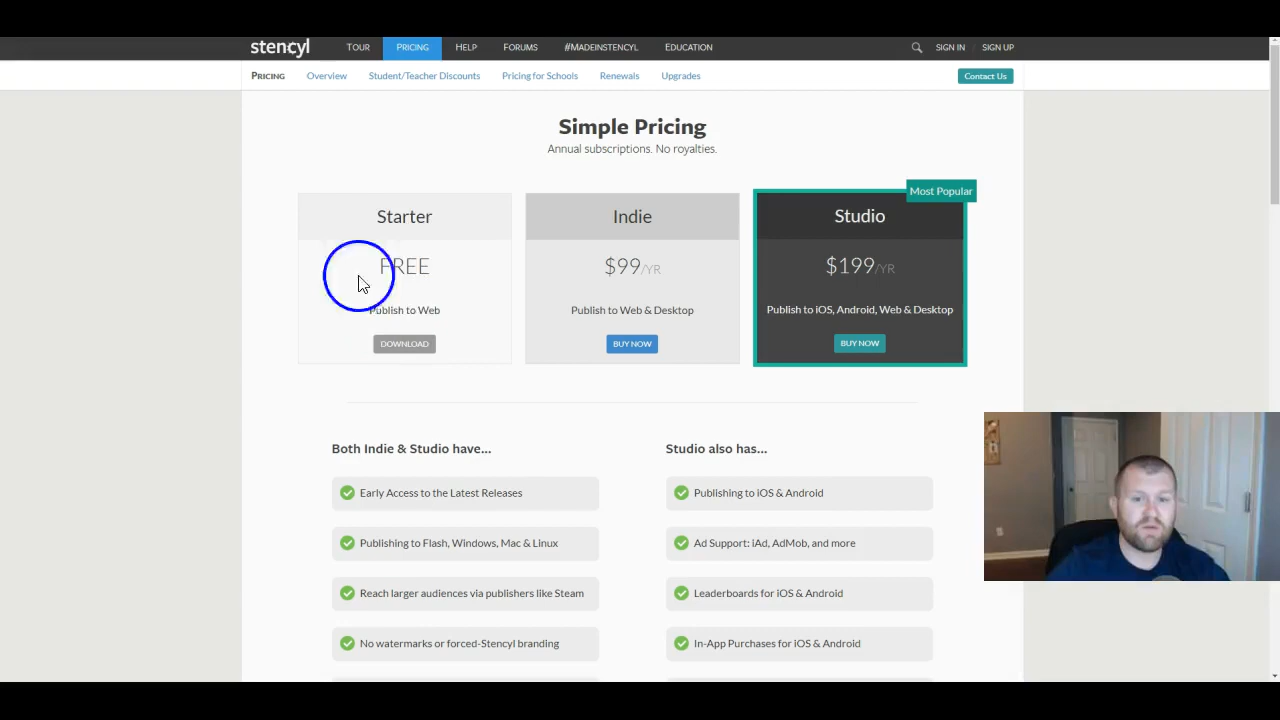 stencyl
TOUR
PRICING
HELP
FORUMS
#MADEINSTENCYL
EDUCATION
SIGN IN
SIGN UP
PRICING
Overview
Student/Teacher Discounts
Pricing for Schools
Renewals
Upgrades
Contact Us
Simple Pricing
Annual subscriptions. No royalties.
Most Popular
Starter
FREE
Publish to Web
DOWNLOAD
Indie
$99/YR
Publish to Web & Desktop
BUY NOW
Studio
$199/YR
Publish to iOS, Android, Web & Desktop
BUY NOW
Both Indie & Studio have...
Early Access to the Latest Releases
Publishing to Flash, Windows, Mac & Linux
Reach larger audiences via publishers like Steam
No watermarks or forced-Stencyl branding
Studio also has...
Publishing to iOS & Android
Ad Support: iAd, AdMob, and more
Leaderboards for iOS & Android
In-App Purchases for iOS & Android